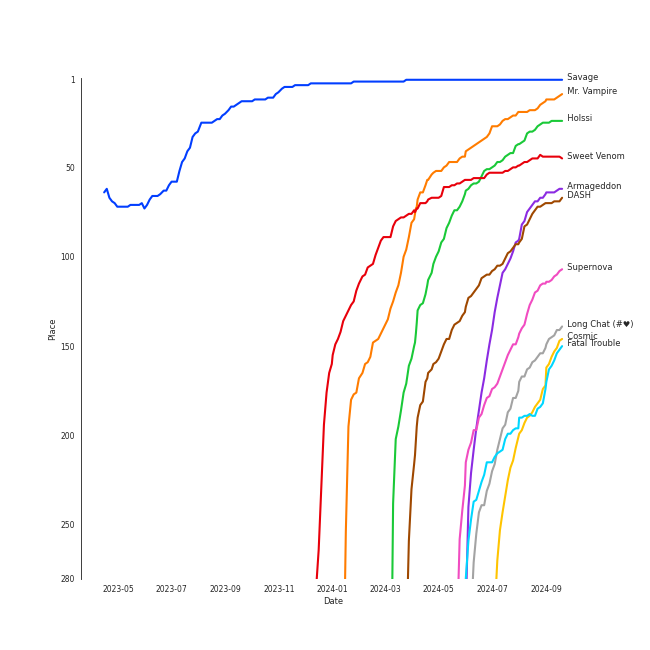 1
50
100
150
200
250
280
Place
2023-05
2023-07
2023-09
2023-11
2024-01
2024-03
2024-05
2024-07
2024-09
Date
Savage
Mr. Vampire
Holssi
Sweet Venom
Armageddon
DASH
Supernova
Long Chat (#♥)
Cosmic
Fatal Trouble